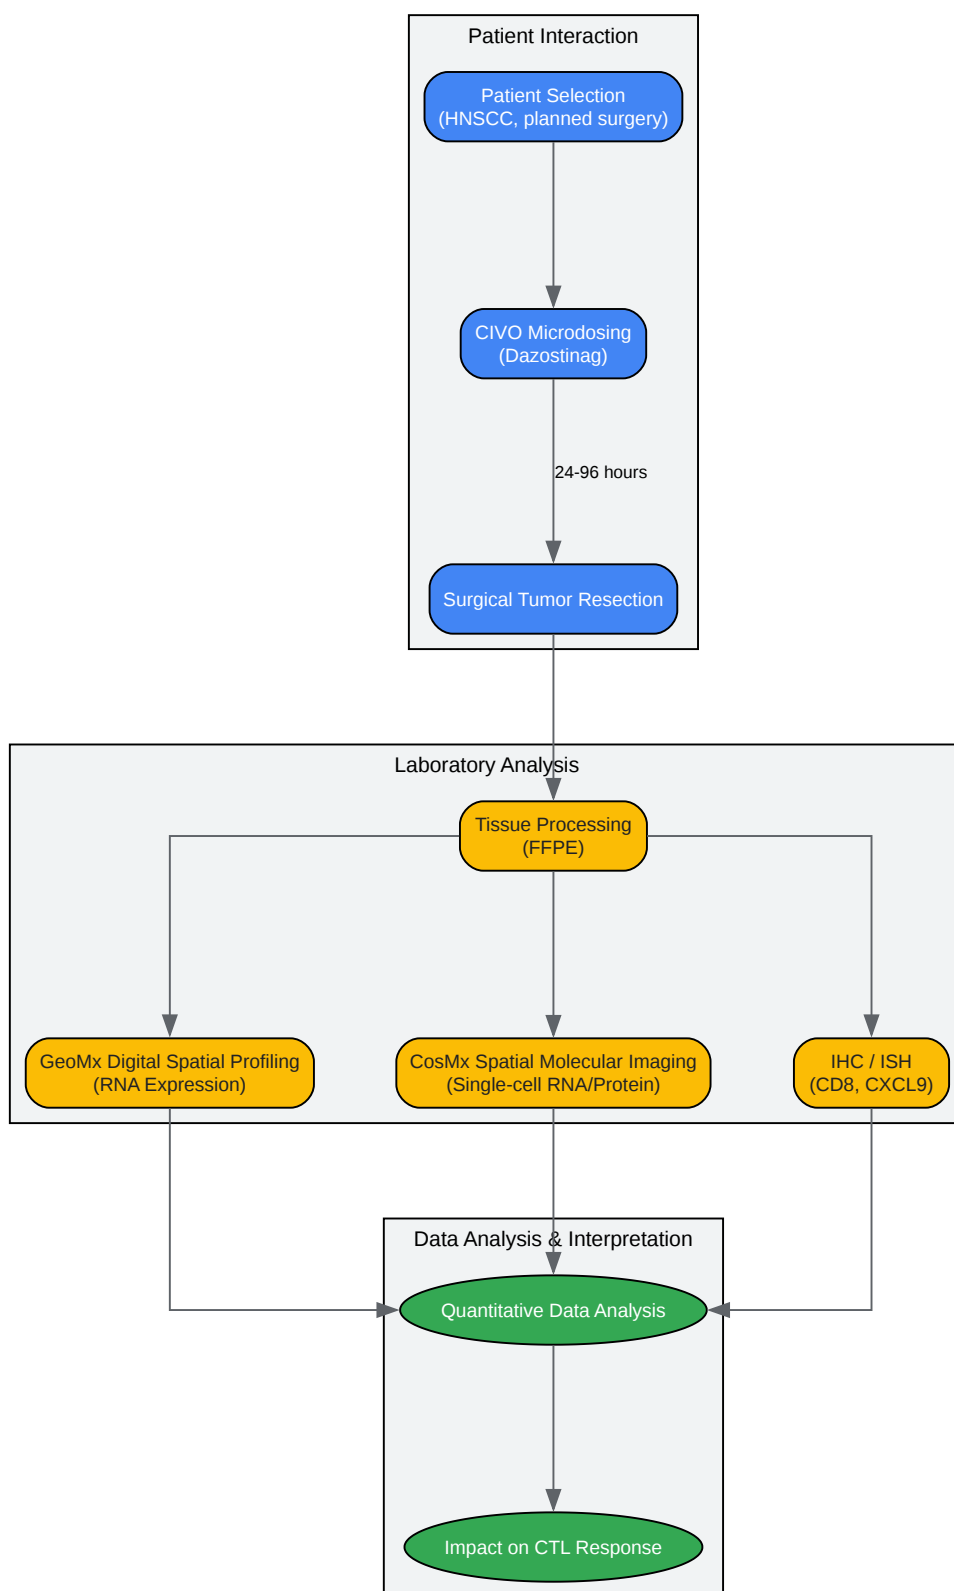 Patient Interaction
Patient Selection
(HNSCC, planned surgery)
CIVO Microdosing
(Dazostinag)
24-96 hours
Surgical Tumor Resection
Laboratory Analysis
Tissue Processing
(FFPE)
GeoMx Digital Spatial Profiling
(RNA Expression)
CosMx Spatial Molecular Imaging
(Single-cell RNA/Protein)
IHC / ISH
(CD8, CXCL9)
Data Analysis & Interpretation
Quantitative Data Analysis
Impact on CTL Response